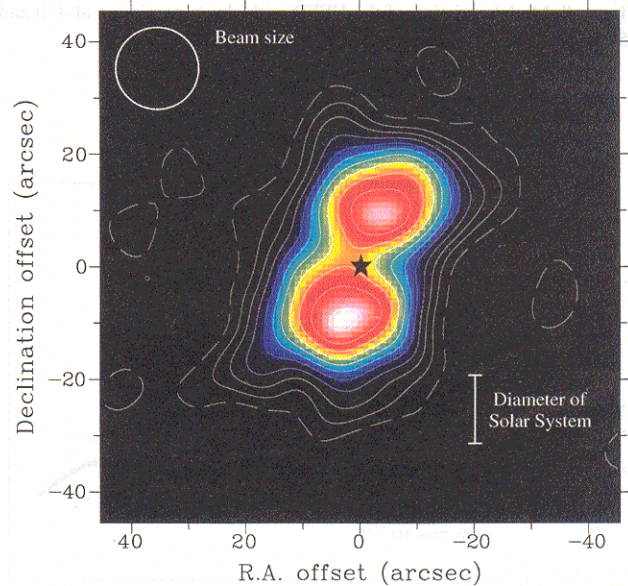 Beam size
Diameter of
Solar System
Declination offset (arcsec)
40
20
0
−20
−40
40
20
0
−20
−40
R.A. offset (arcsec)